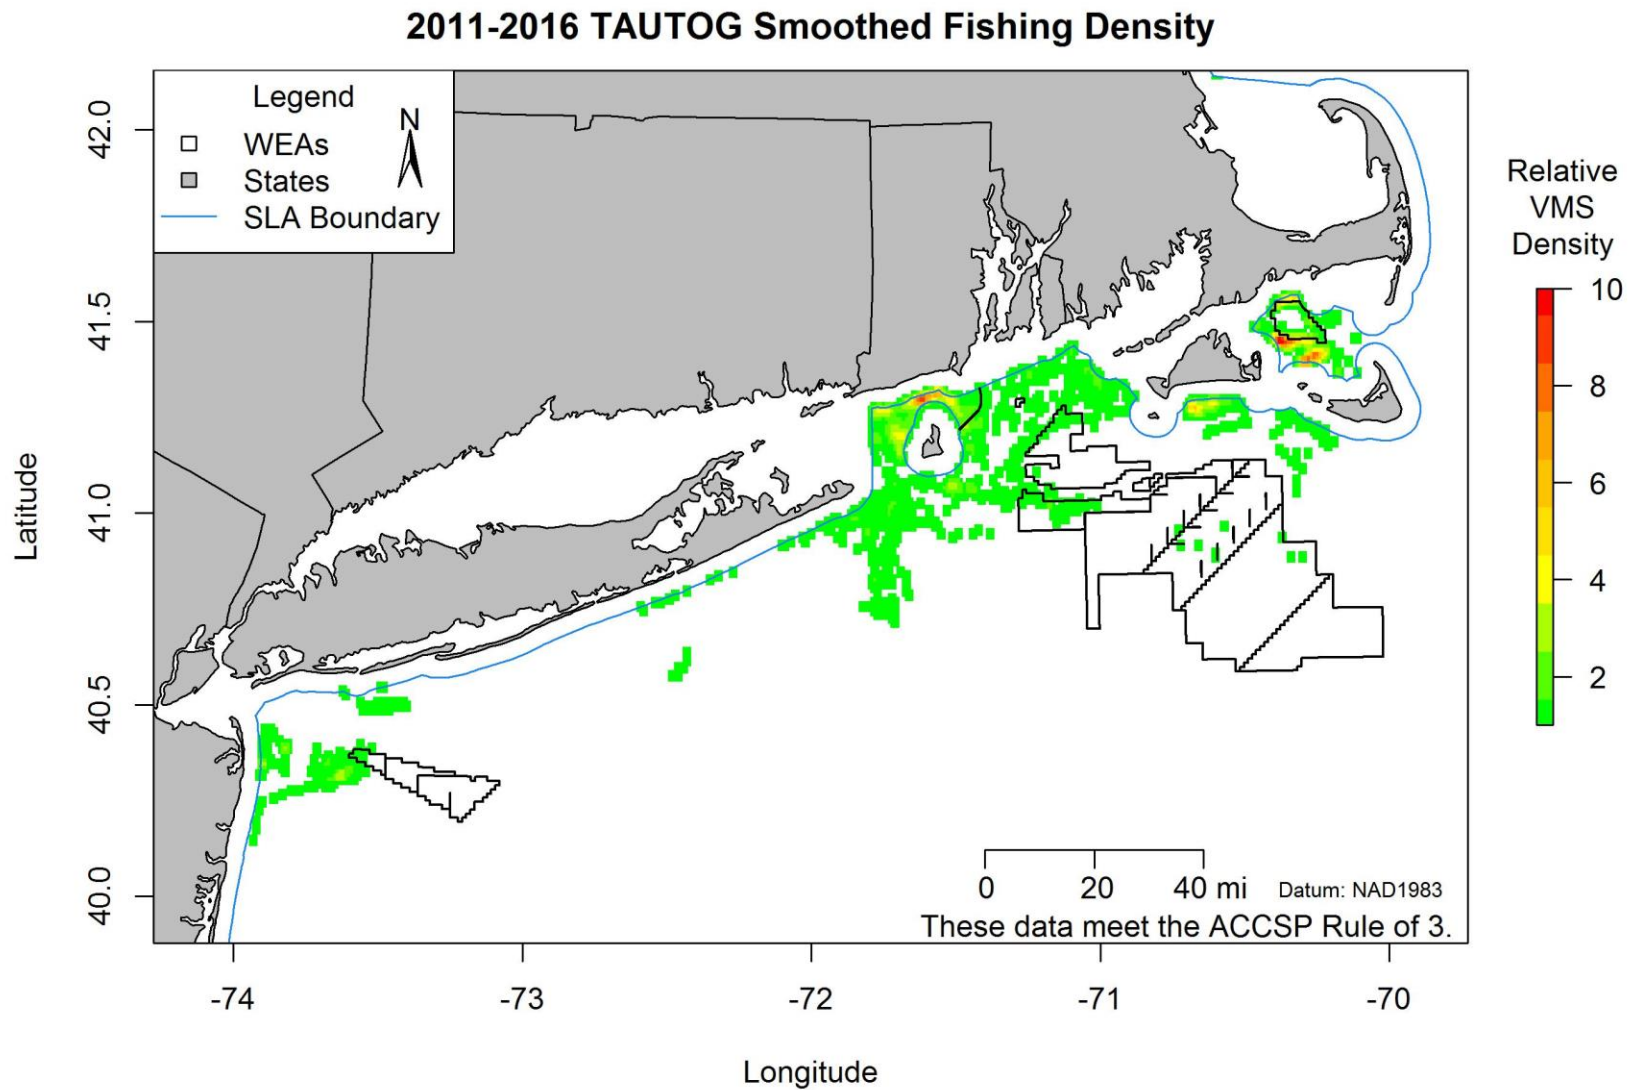 2011-2016 TAUTOG Smoothed Fishing Density
Legend
N
WEAs
States
SLA Boundary
42.0
41.5
41.0
40.5
40.0
Latitude
-74
-73
-72
-71
-70
Longitude
0 20 40 mi
Datum: NAD1983
These data meet the ACCSP Rule of 3.
Relative
VMS
Density
10
8
6
4
2